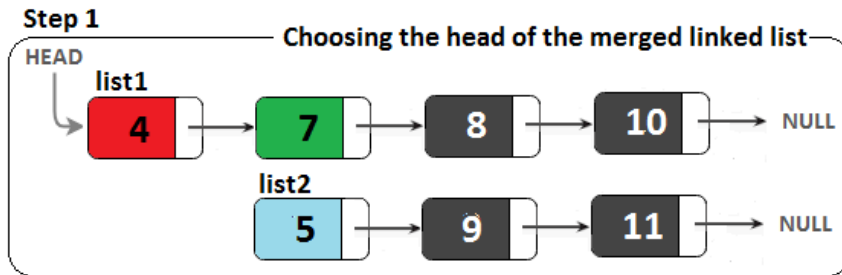 Step 1
Choosing the head of the merged linked list
HEAD
list1
4 7 8 10 NULL
list2
5 9 11 NULL